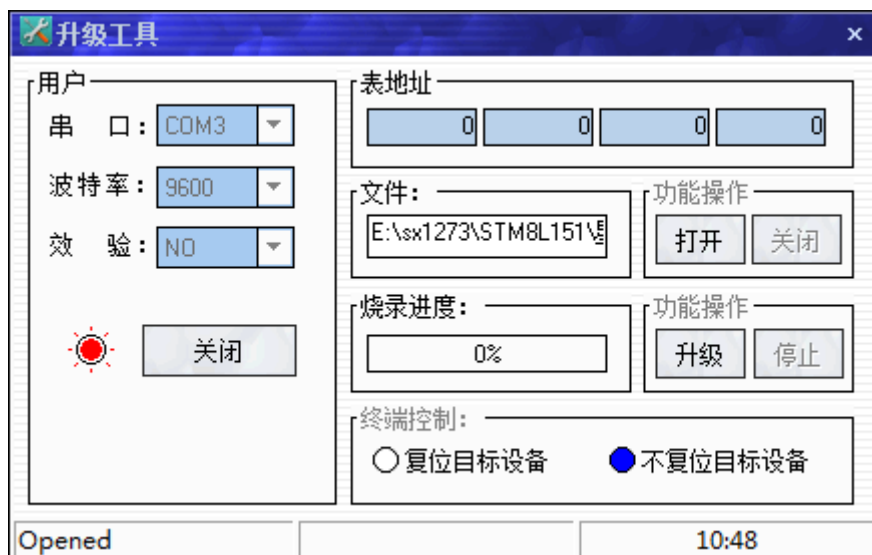 升级工具
用户
串 口: COM3
波特率: 9600
效 验: NO
关闭
表地址
0 0 0 0
文件:
E:\sx1273\STM8L151\
功能操作
打开 关闭
烧录进度:
0%
功能操作
升级 停止
终端控制:
复位目标设备 不复位目标设备
Opened
10:48